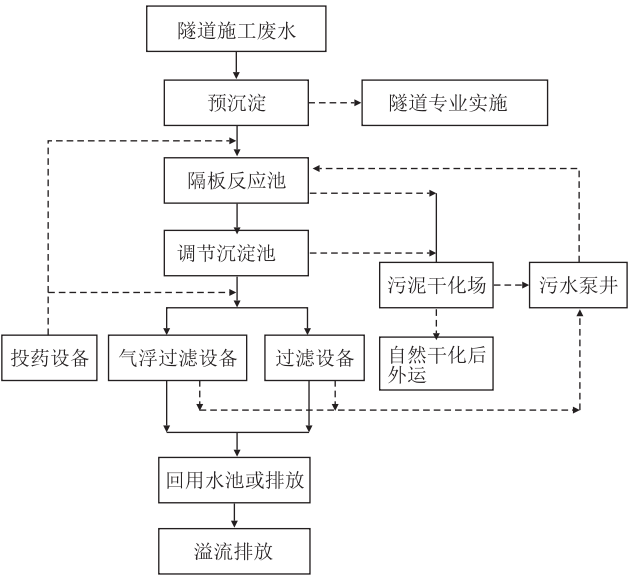 隧道施工废水
预沉淀
隧道专业实施
隔板反应池
调节沉淀池
污泥干化场
污水泵井
投药设备
气浮过滤设备
过滤设备
自然干化后
外运
回用水池或排放
溢流排放